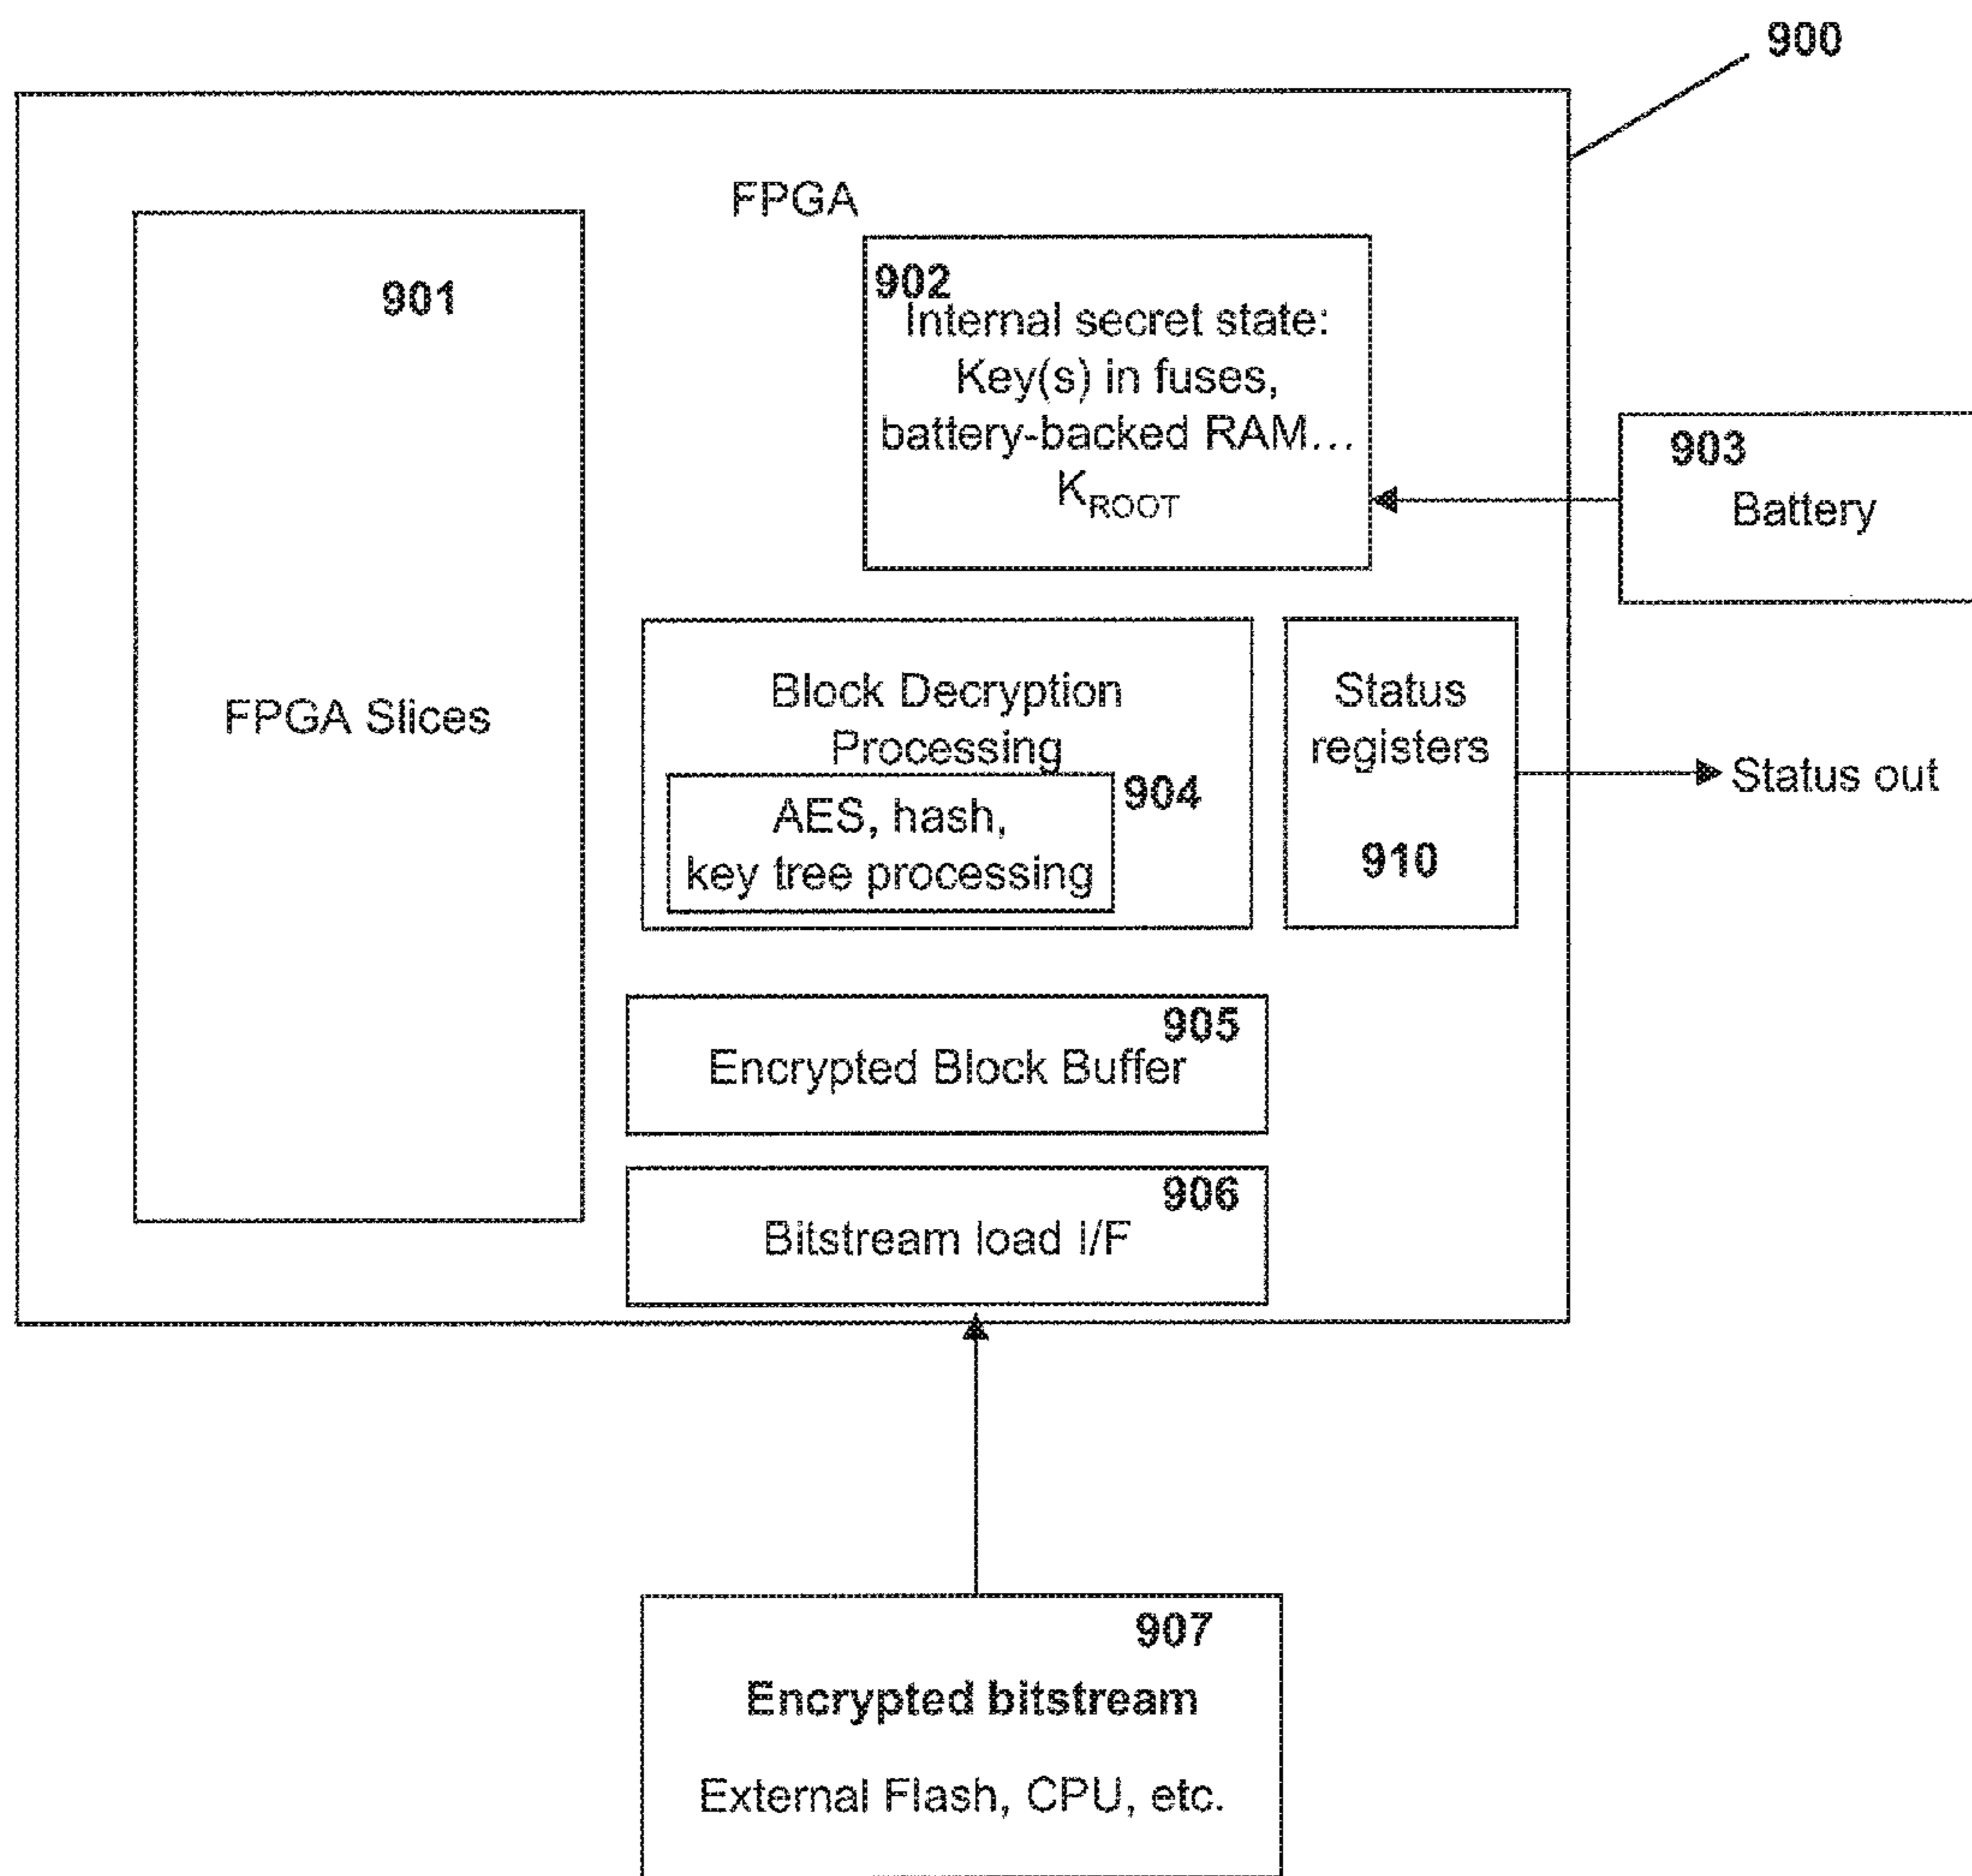 900
FPGA
901
FPGA Slices
902
Internal secret state:
Key(s) in fuses,
battery-backed RAM...
KROOT
903
Battery
Block Decryption
Processing
904
AES, hash,
key tree processing
Status
registers
910
Status out
905
Encrypted Block Buffer
906
Bitstream load I/F
907
Encrypted bitstream
External Flash, CPU, etc.